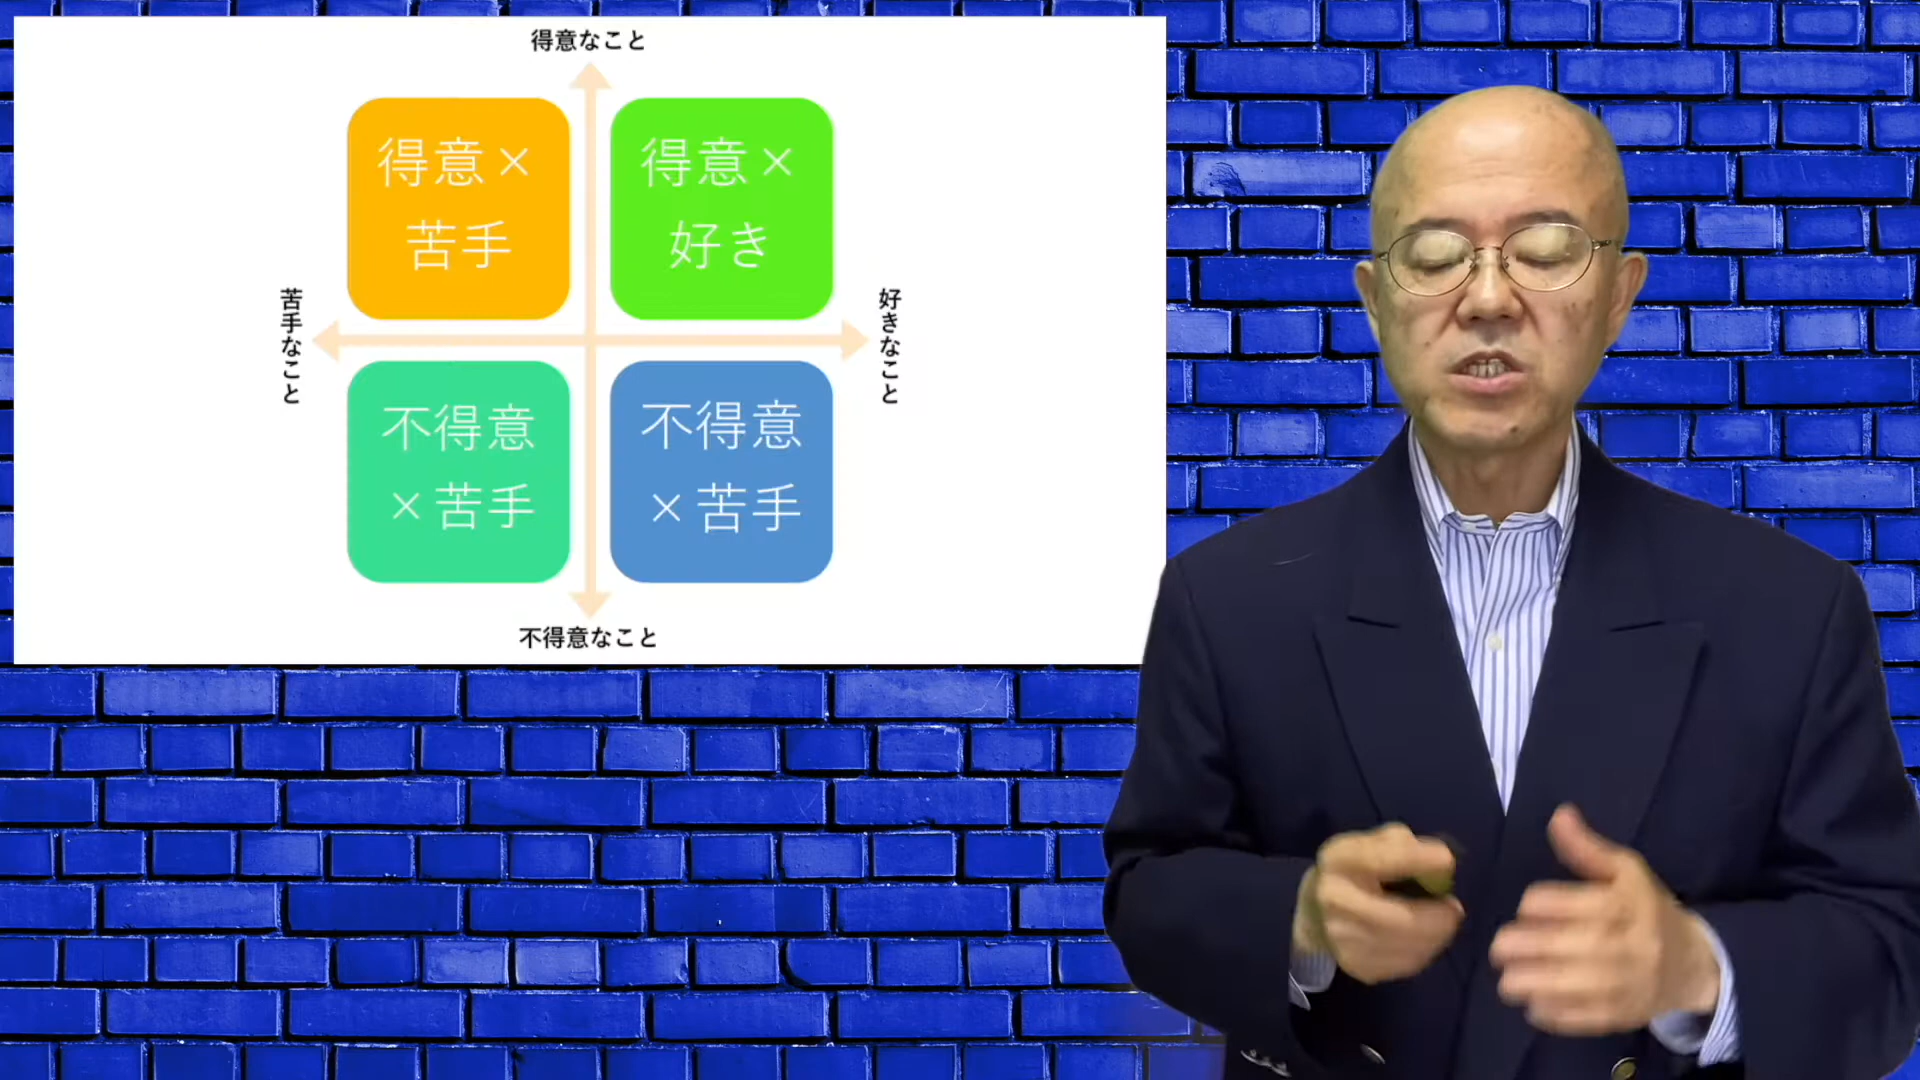 得意なこと
得意×
苦手
得意×
好き
苦手なこと
好きなこと
不得意
×苦手
不得意
×苦手
不得意なこと